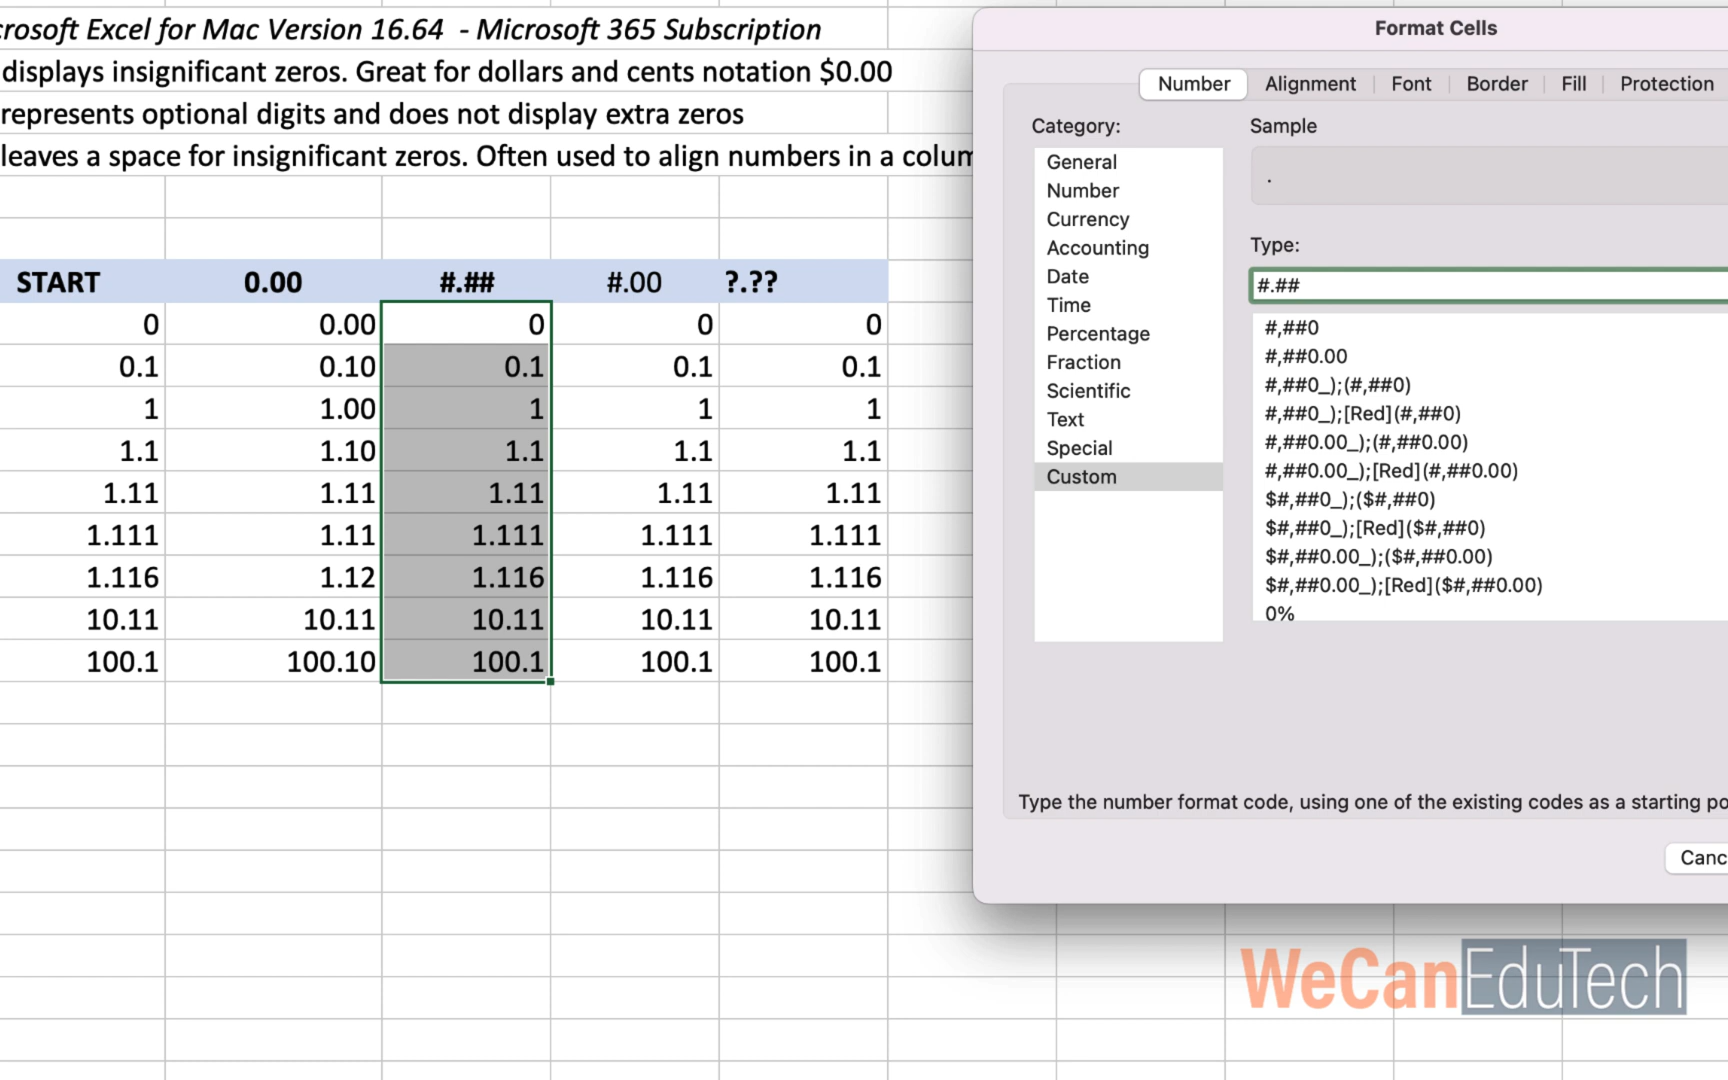 crosoft Excel for Mac Version 16.64 - Microsoft 365 Subscription
displays insignificant zeros. Great for dollars and cents notation $0.00
represents optional digits and does not display extra zeros
leaves a space for insignificant zeros. Often used to align numbers in a colum
START 0.00 #.## #.00 ?.??
0 0.00 0 0 0
0.1 0.10 0.1 0.1 0.1
1 1.00 1 1 1
1.1 1.10 1.1 1.1 1.1
1.11 1.11 1.11 1.11 1.11
1.111 1.11 1.111 1.111 1.111
1.116 1.12 1.116 1.116 1.116
10.11 10.11 10.11 10.11 10.11
100.1 100.10 100.1 100.1 100.1
Format Cells
Number Alignment Font Border Fill Protection
Category:
General
Number
Currency
Accounting
Date
Time
Percentage
Fraction
Scientific
Text
Special
Custom
Sample
.
Type:
#.##
#,##0
#,##0.00
#,##0_);(#,##0)
#,##0_);[Red](#,##0)
#,##0.00_);(#,##0.00)
#,##0.00_);[Red](#,##0.00)
$#,##0_);($#,##0)
$#,##0_);[Red]($#,##0)
$#,##0.00_);($#,##0.00)
$#,##0.00_);[Red]($#,##0.00)
0%
Type the number format code, using one of the existing codes as a starting po
Canc
WeCanEduTech